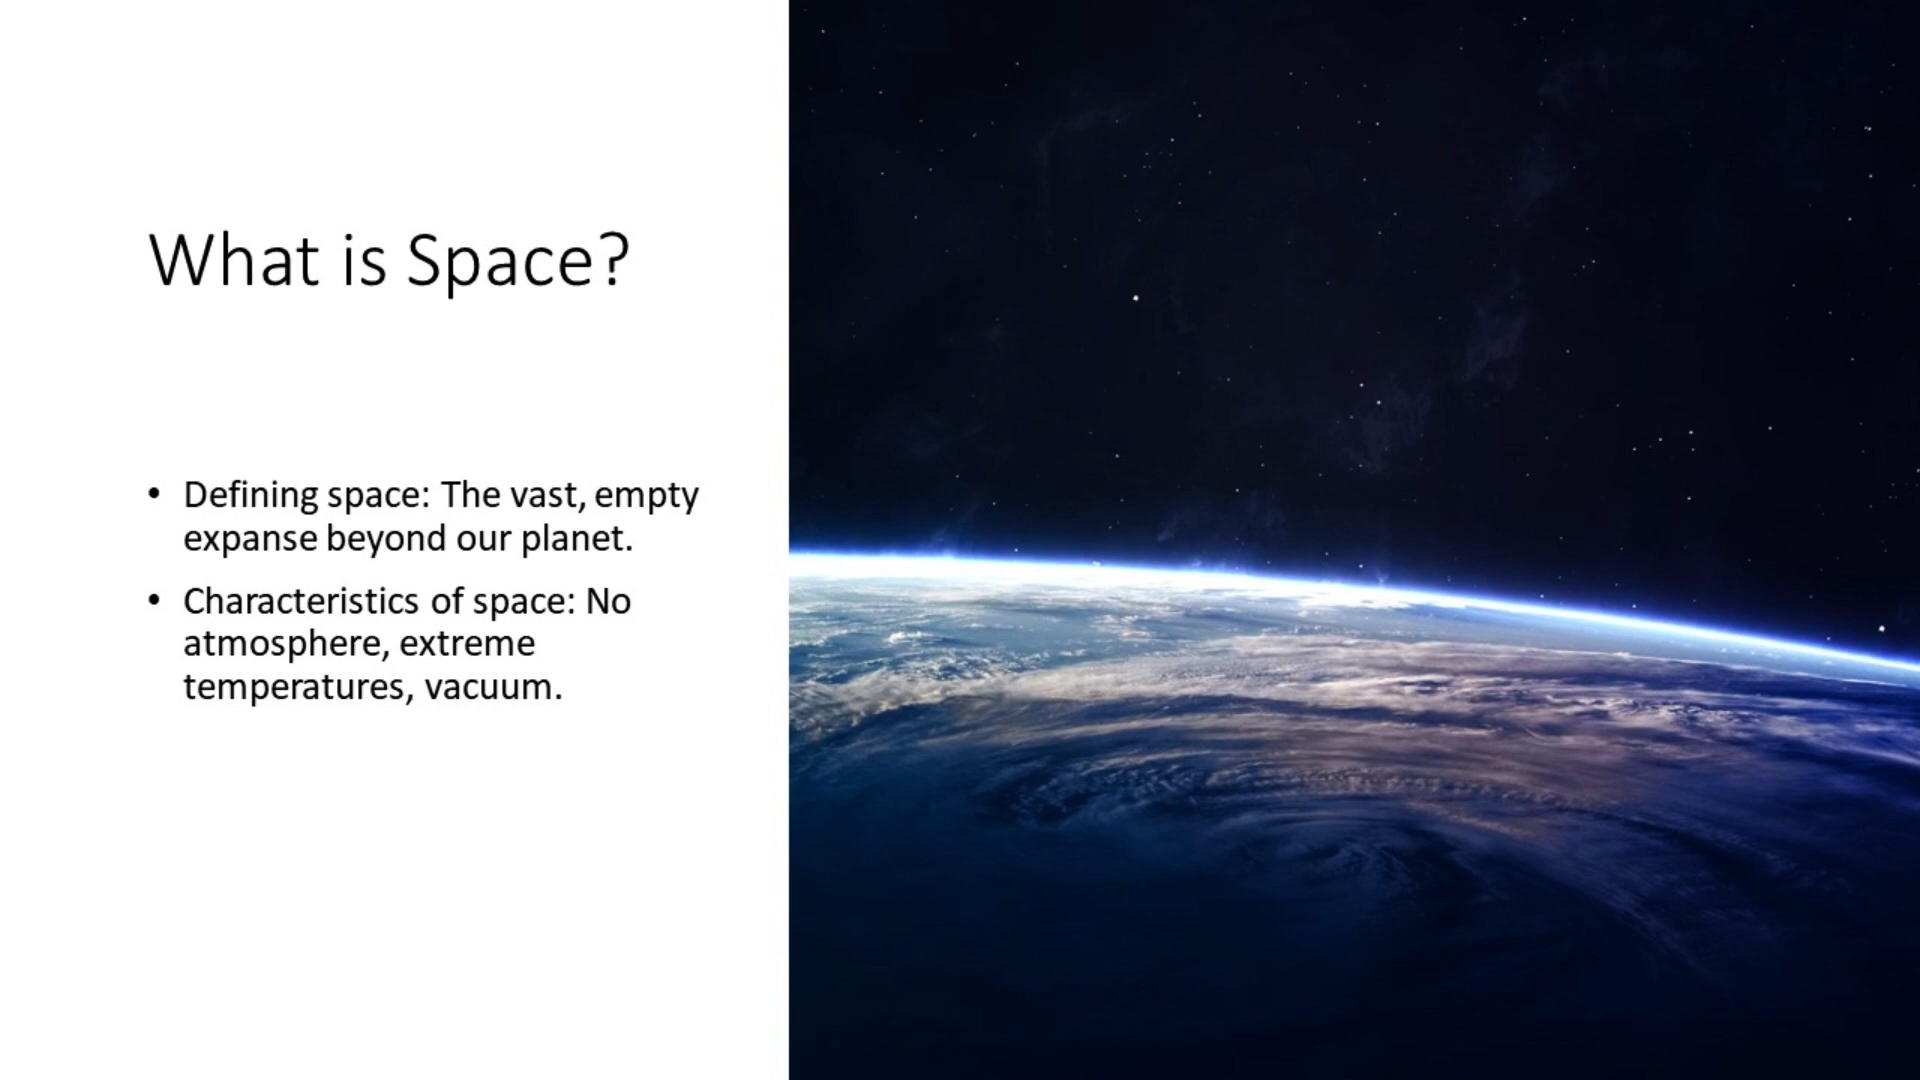 What is Space?
• Defining space: The vast, empty
expanse beyond our planet.
• Characteristics of space: No
atmosphere, extreme
temperatures, vacuum.